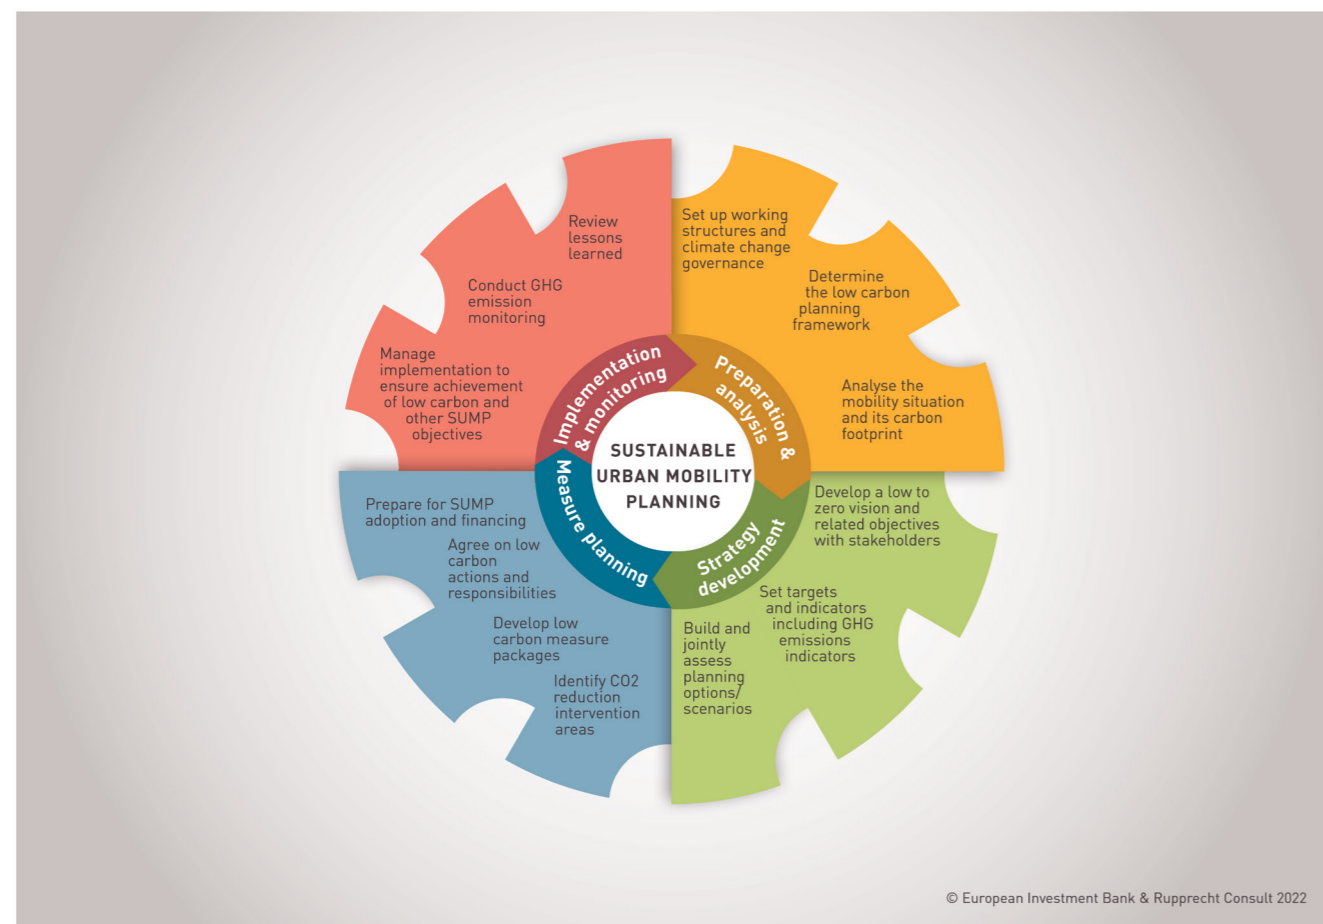 SUSTAINABLE
URBAN MOBILITY
PLANNING
Preparation &
analysis
Set up working
structures and
climate change
governance
Determine
the low carbon
planning
framework
Analyse the
mobility situation
and its carbon
footprint
Strategy
development
Develop a low to
zero vision and
related objectives
with stakeholders
Set targets
and indicators
including GHG
emissions
indicators
Build and
jointly
assess
planning
options/
scenarios
Measure planning
Identify CO2
reduction
intervention
areas
Develop low
carbon measure
packages
Agree on low
carbon
actions and
responsibilities
Prepare for SUMP
adoption and financing
Implementation
& monitoring
Manage
implementation to
ensure achievement
of low carbon and
other SUMP
objectives
Conduct GHG
emission
monitoring
Review
lessons
learned
© European Investment Bank & Rupprecht Consult 2022